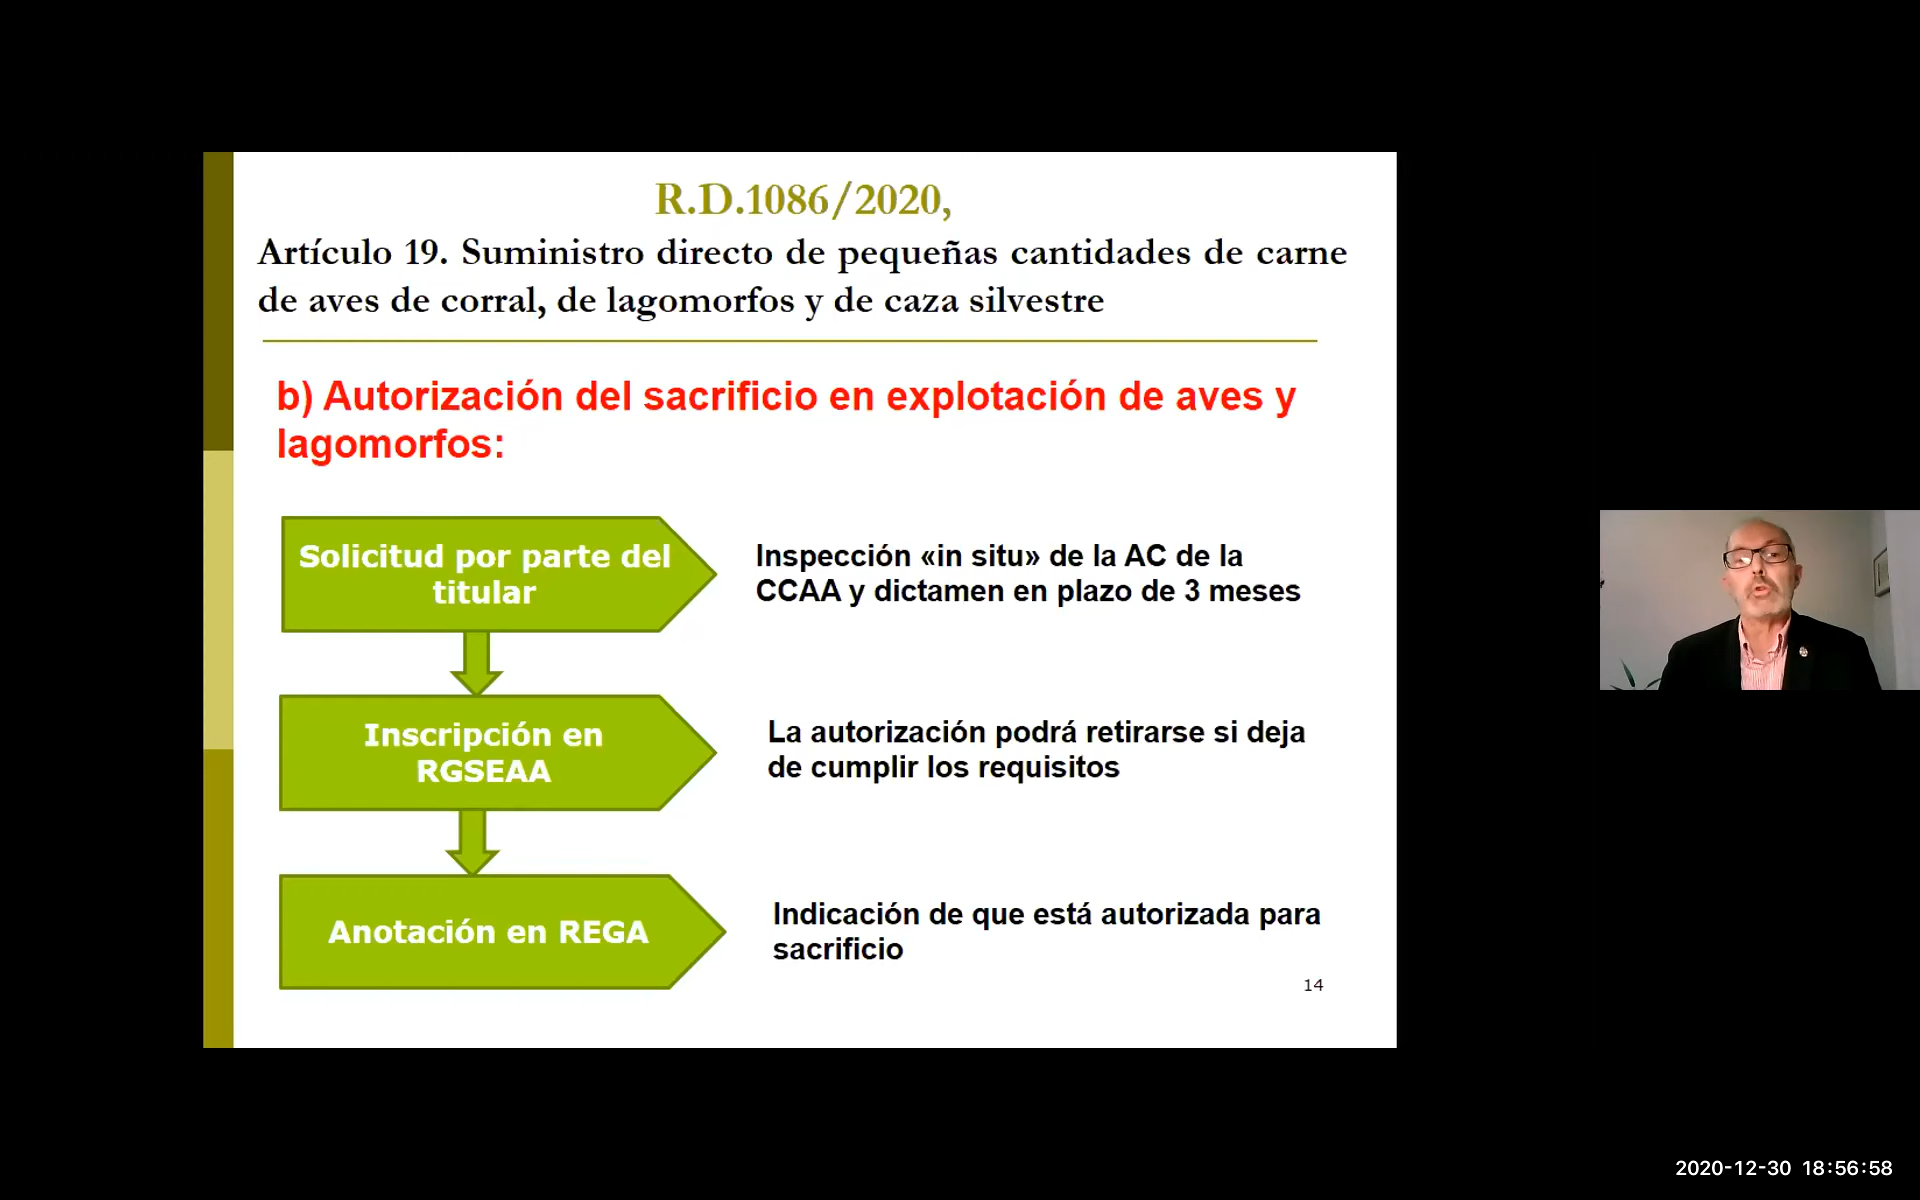 R.D.1086/2020,
Artículo 19. Suministro directo de pequeñas cantidades de carne
de aves de corral, de lagomorfos y de caza silvestre
b) Autorización del sacrificio en explotación de aves y
lagomorfos:
Solicitud por parte del
titular
Inspección «in situ» de la AC de la
CCAA y dictamen en plazo de 3 meses
Inscripción en
RGSEAA
La autorización podrá retirarse si deja
de cumplir los requisitos
Anotación en REGA
Indicación de que está autorizada para
sacrificio
14
2020-12-30 18:56:58